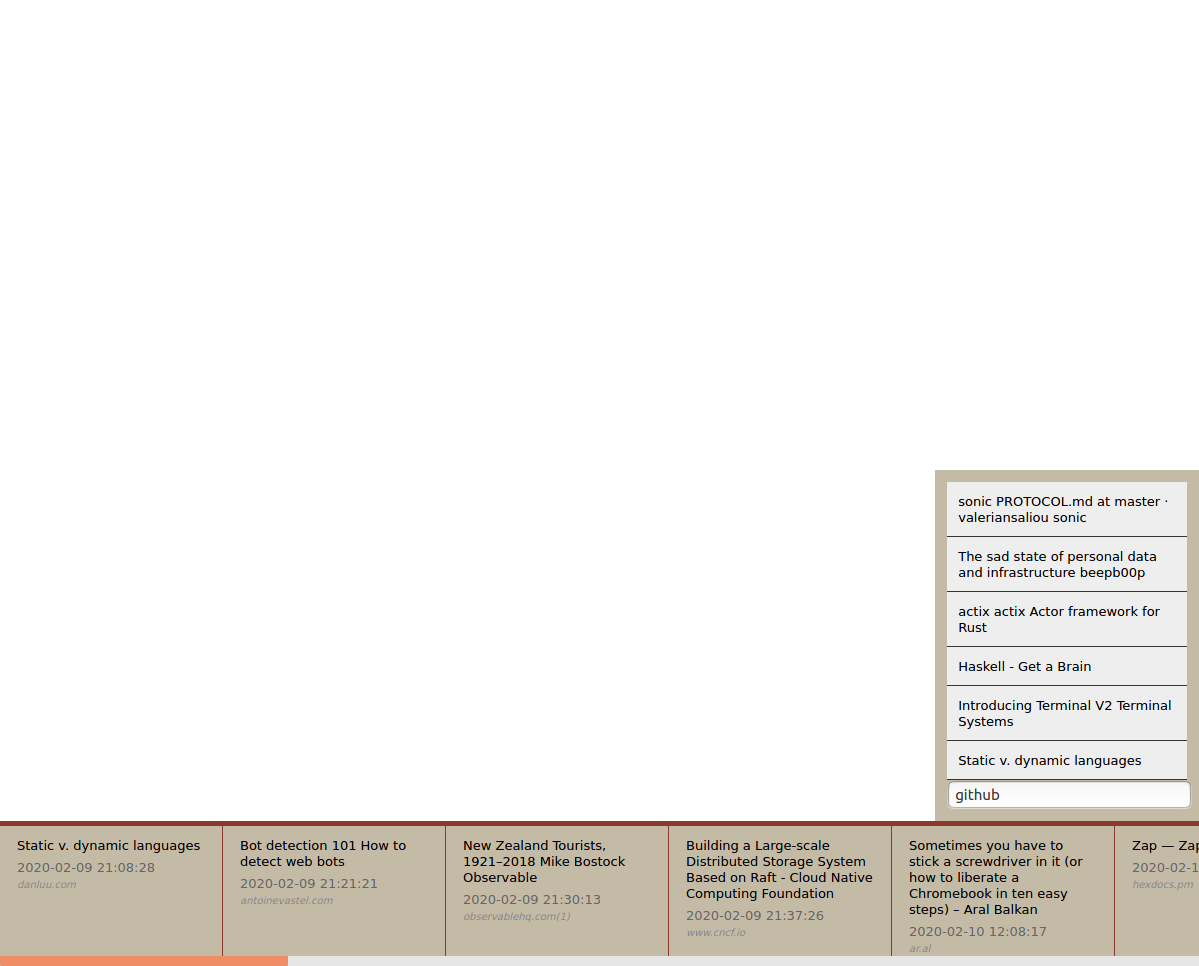 sonic PROTOCOL.md at master ·
valeriansaliou sonic
The sad state of personal data
and infrastructure beepb00p
actix actix Actor framework for
Rust
Haskell - Get a Brain
Introducing Terminal V2 Terminal
Systems
Static v. dynamic languages
github
Static v. dynamic languages
2020-02-09 21:08:28
danluu.com
Bot detection 101 How to
detect web bots
2020-02-09 21:21:21
antoinevastel.com
New Zealand Tourists,
1921–2018 Mike Bostock
Observable
2020-02-09 21:30:13
observablehq.com(1)
Building a Large-scale
Distributed Storage System
Based on Raft - Cloud Native
Computing Foundation
2020-02-09 21:37:26
www.cncf.io
Sometimes you have to
stick a screwdriver in it (or
how to liberate a
Chromebook in ten easy
steps) – Aral Balkan
2020-02-10 12:08:17
ar.al
Zap — Zap
2020-02-1
hexdocs.pm